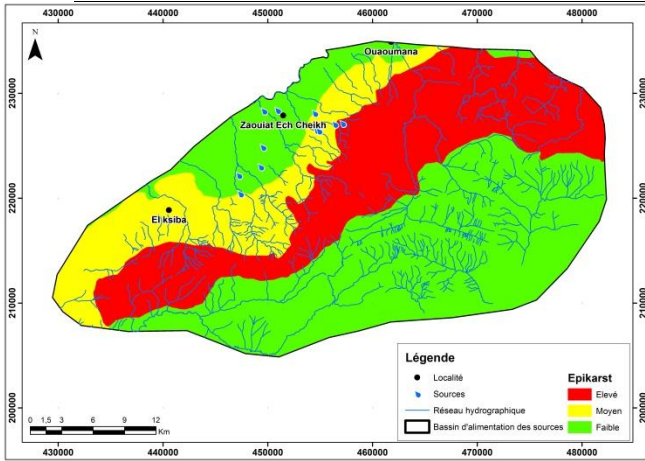 430000 440000 450000 460000 470000 480000
N
Ouaoumana
230000 230000
Zaouiat Ech Cheikh
220000 220000
El ksiba
210000 210000
200000 200000
Légende
Localité
Sources
Réseau hydrographique
Bassin d'alimentation des sources
Epikarst
Elevé
Moyen
Faible
0 1,5 3 6 9 12
Km
430000 440000 450000 460000 470000 480000